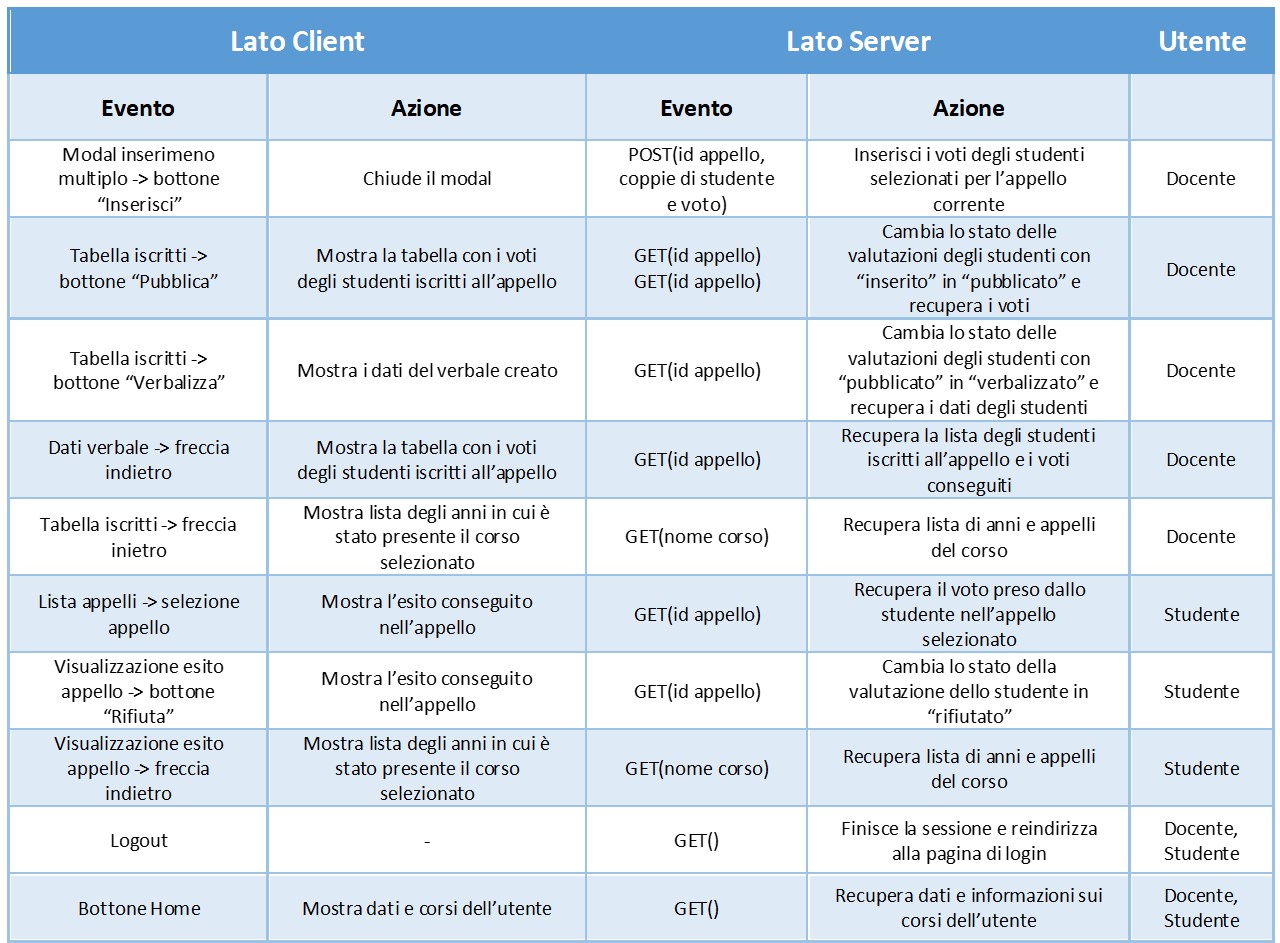 Lato Client Lato Server Utente
Evento Azione Evento Azione
Modal inserimeno
multiplo -> bottone
“Inserisci”
Chiude il modal
POST(id appello,
coppie di studente
e voto)
Inserisci i voti degli studenti
selezionati per l’appello
corrente
Docente
Tabella iscritti ->
bottone “Pubblica”
Mostra la tabella con i voti
degli studenti iscritti all’appello
GET(id appello)
GET(id appello)
Cambia lo stato delle
valutazioni degli studenti con
“inserito” in “pubblicato” e
recupera i voti
Docente
Tabella iscritti ->
bottone “Verbalizza”
Mostra i dati del verbale creato
GET(id appello)
Cambia lo stato delle
valutazioni degli studenti con
“pubblicato” in “verbalizzato” e
recupera i dati degli studenti
Docente
Dati verbale -> freccia
indietro
Mostra la tabella con i voti
degli studenti iscritti all’appello
GET(id appello)
Recupera la lista degli studenti
iscritti all’appello e i voti
conseguiti
Docente
Tabella iscritti -> freccia
inietro
Mostra lista degli anni in cui è
stato presente il corso
selezionato
GET(nome corso)
Recupera lista di anni e appelli
del corso
Docente
Lista appelli -> selezione
appello
Mostra l’esito conseguito
nell’appello
GET(id appello)
Recupera il voto preso dallo
studente nell’appello
selezionato
Studente
Visualizzazione esito
appello -> bottone
“Rifiuta”
Mostra l’esito conseguito
nell’appello
GET(id appello)
Cambia lo stato della
valutazione dello studente in
“rifiutato”
Studente
Visualizzazione esito
appello -> freccia
indietro
Mostra lista degli anni in cui è
stato presente il corso
selezionato
GET(nome corso)
Recupera lista di anni e appelli
del corso
Studente
Logout
-
GET()
Finisce la sessione e reindirizza
alla pagina di login
Docente,
Studente
Bottone Home
Mostra dati e corsi dell’utente
GET()
Recupera dati e informazioni sui
corsi dell’utente
Docente,
Studente